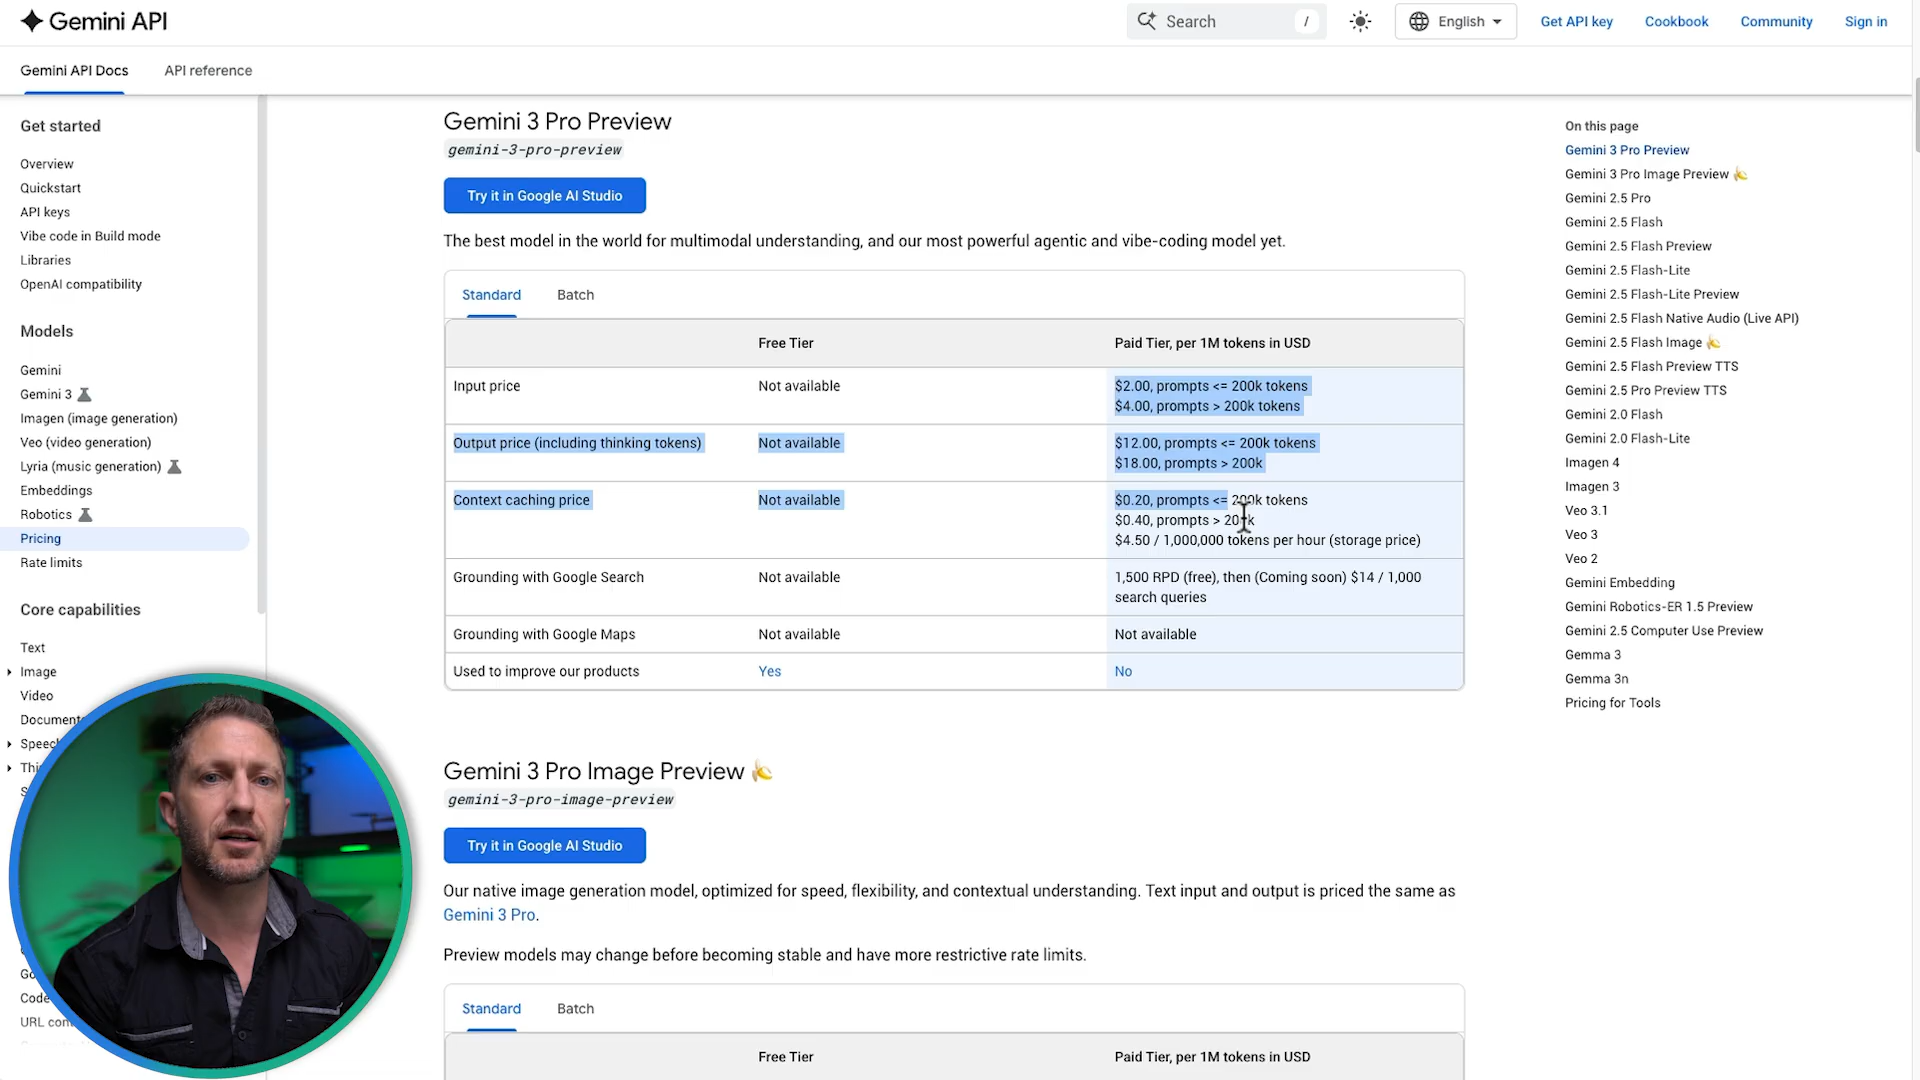 Gemini API
Search
/
English
Get API key
Cookbook
Community
Sign in
Gemini API Docs
API reference
Get started
Overview
Quickstart
API keys
Vibe code in Build mode
Libraries
OpenAI compatibility
Models
Gemini
Gemini 3
Imagen (image generation)
Veo (video generation)
Lyria (music generation)
Embeddings
Robotics
Pricing
Rate limits
Core capabilities
Text
Image
Video
Gemini 3 Pro Preview
gemini-3-pro-preview
Try it in Google AI Studio
The best model in the world for multimodal understanding, and our most powerful agentic and vibe-coding model yet.
Standard
Batch
Free Tier
Paid Tier, per 1M tokens in USD
Input price
Not available
$2.00, prompts <= 200k tokens
$4.00, prompts > 200k tokens
Output price (including thinking tokens)
Not available
$12.00, prompts <= 200k tokens
$18.00, prompts > 200k
Context caching price
Not available
$0.20, prompts <= 200k tokens
$0.40, prompts > 200k
$4.50 / 1,000,000 tokens per hour (storage price)
Grounding with Google Search
Not available
1,500 RPD (free), then (Coming soon) $14 / 1,000
search queries
Grounding with Google Maps
Not available
Not available
Used to improve our products
Yes
No
Gemini 3 Pro Image Preview
gemini-3-pro-image-preview
Try it in Google AI Studio
Our native image generation model, optimized for speed, flexibility, and contextual understanding. Text input and output is priced the same as
Gemini 3 Pro.
Preview models may change before becoming stable and have more restrictive rate limits.
Standard
Batch
Free Tier
Paid Tier, per 1M tokens in USD
On this page
Gemini 3 Pro Preview
Gemini 3 Pro Image Preview
Gemini 2.5 Pro
Gemini 2.5 Flash
Gemini 2.5 Flash Preview
Gemini 2.5 Flash-Lite
Gemini 2.5 Flash-Lite Preview
Gemini 2.5 Flash Native Audio (Live API)
Gemini 2.5 Flash Image
Gemini 2.5 Flash Preview TTS
Gemini 2.5 Pro Preview TTS
Gemini 2.0 Flash
Gemini 2.0 Flash-Lite
Imagen 4
Imagen 3
Veo 3.1
Veo 3
Veo 2
Gemini Embedding
Gemini Robotics-ER 1.5 Preview
Gemini 2.5 Computer Use Preview
Gemma 3
Gemma 3n
Pricing for Tools